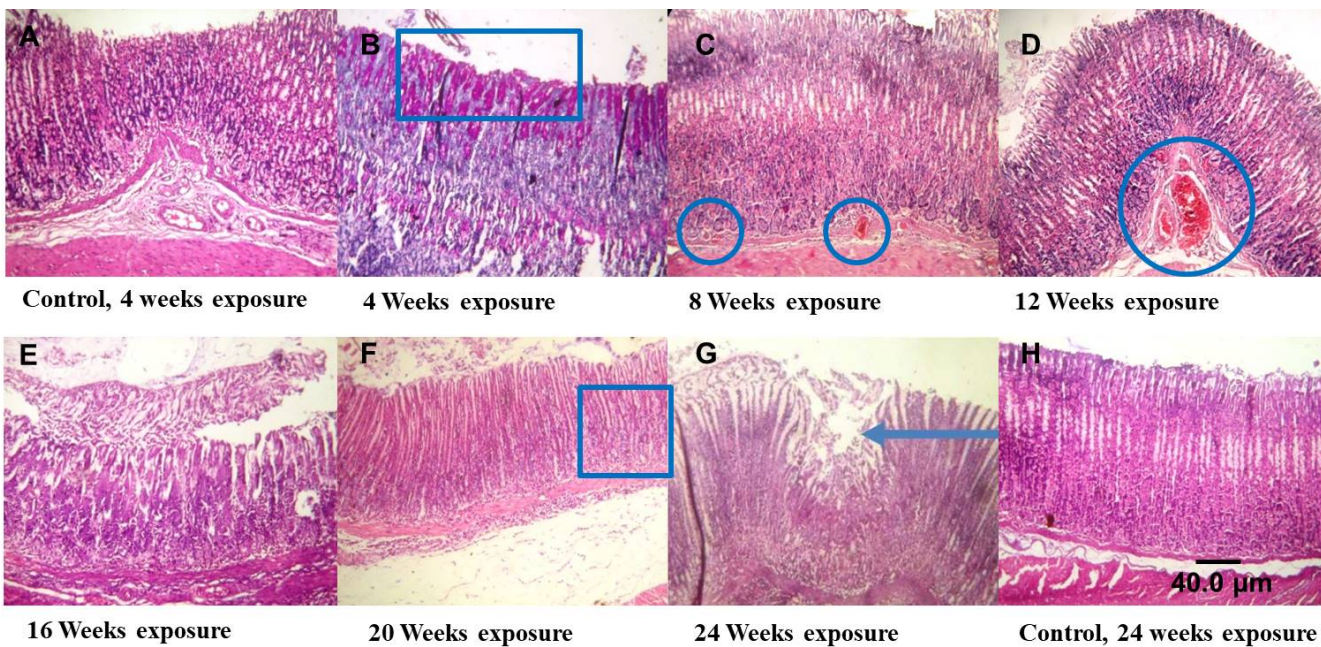 A
B
C
D
Control, 4 weeks exposure
4 Weeks exposure
8 Weeks exposure
12 Weeks exposure
E
F
G
H
40.0 µm
16 Weeks exposure
20 Weeks exposure
24 Weeks exposure
Control, 24 weeks exposure